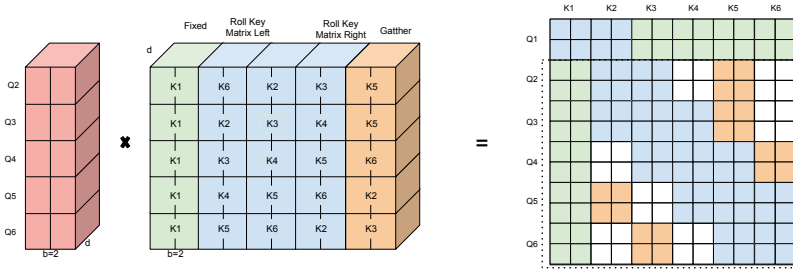 Fixed
Roll Key
Matrix Left
Roll Key
Matrix Right
Gatther
d
Q2
Q3
Q4
Q5
Q6
b=2
d
K1 K6 K2 K3 K5
K1 K2 K3 K4 K5
K1 K3 K4 K5 K6
K1 K4 K5 K6 K2
K1 K5 K6 K2 K3
b=2
=
K1 K2 K3 K4 K5 K6
Q1
Q2
Q3
Q4
Q5
Q6